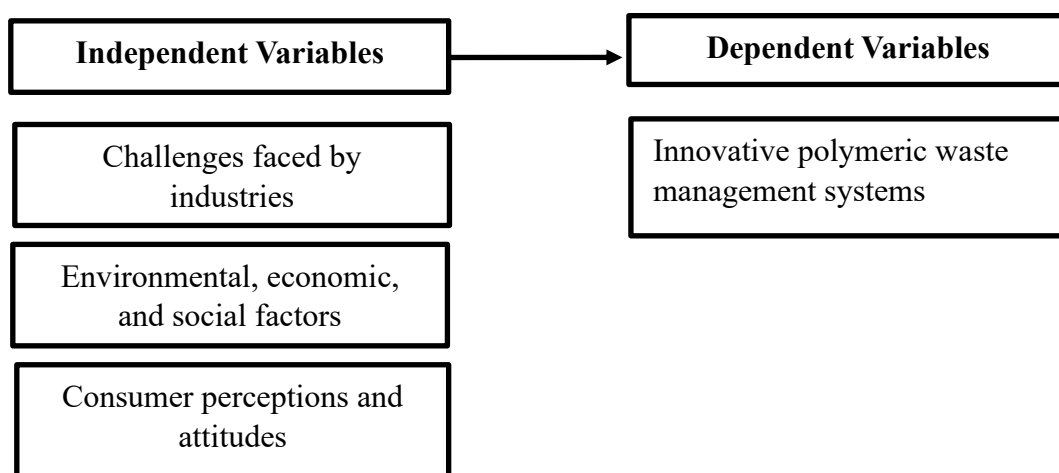 Independent Variables
Dependent Variables
Challenges faced by
industries
Innovative polymeric waste
management systems
Environmental, economic,
and social factors
Consumer perceptions and
attitudes